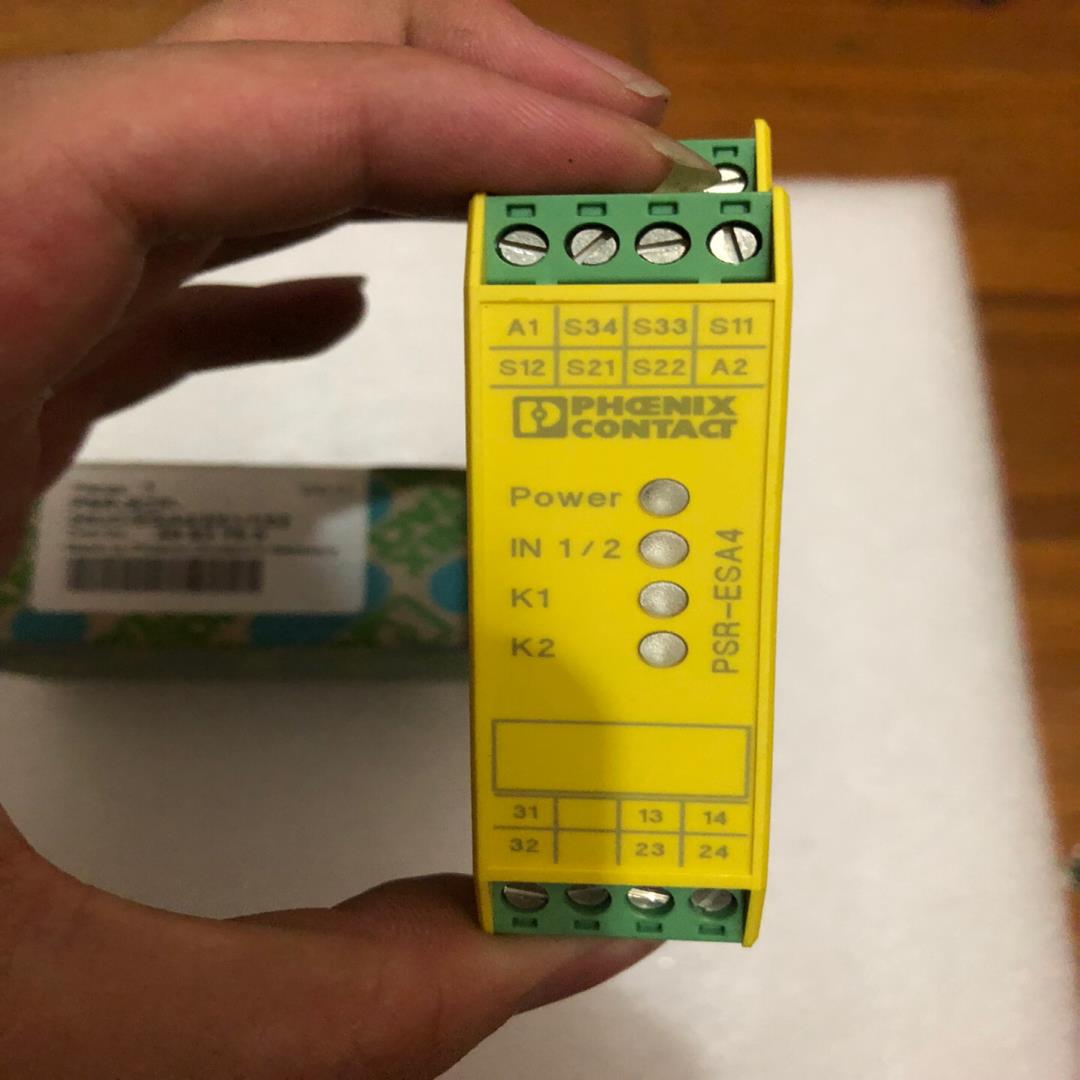 A1 S34 S33 S11
S12 S21 S22 A2
PHŒNIX
CONTACT
Power
IN 1/2
K1
K2
PSR-ESA4
31 13 14
32 23 24